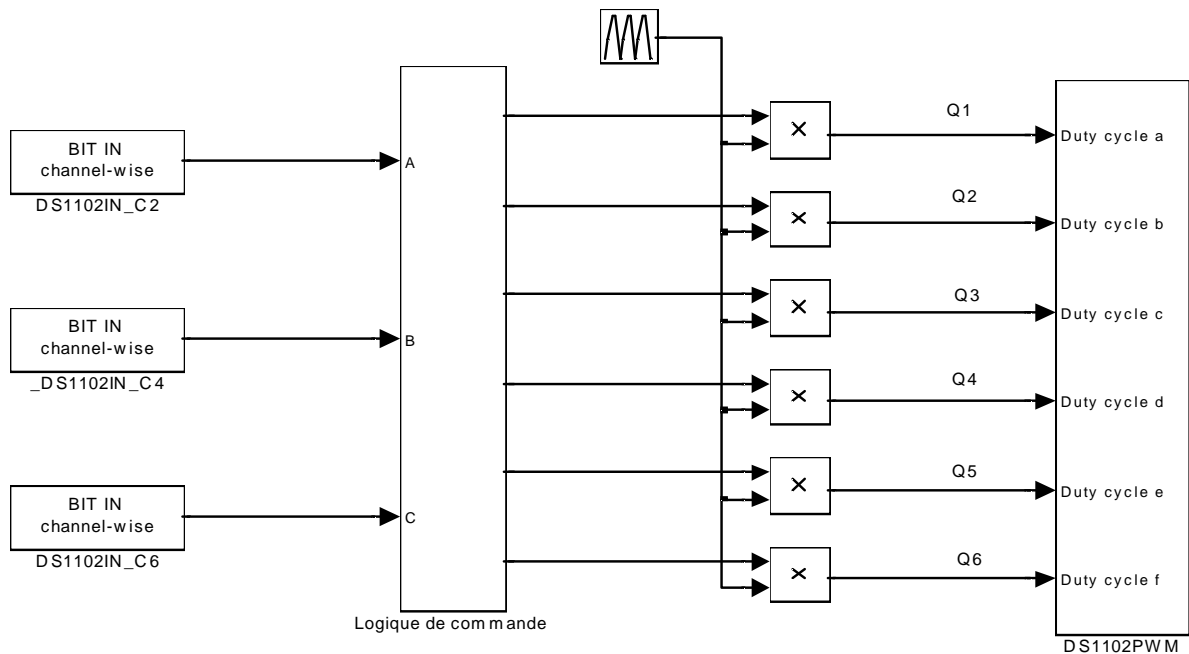 BIT IN
channel-wise
DS1102IN_C2
BIT IN
channel-wise
_DS1102IN_C4
BIT IN
channel-wise
DS1102IN_C6
A
B
C
Logique de commande
×
×
×
×
×
×
Q1
Q2
Q3
Q4
Q5
Q6
Duty cycle a
Duty cycle b
Duty cycle c
Duty cycle d
Duty cycle e
Duty cycle f
DS1102PWM